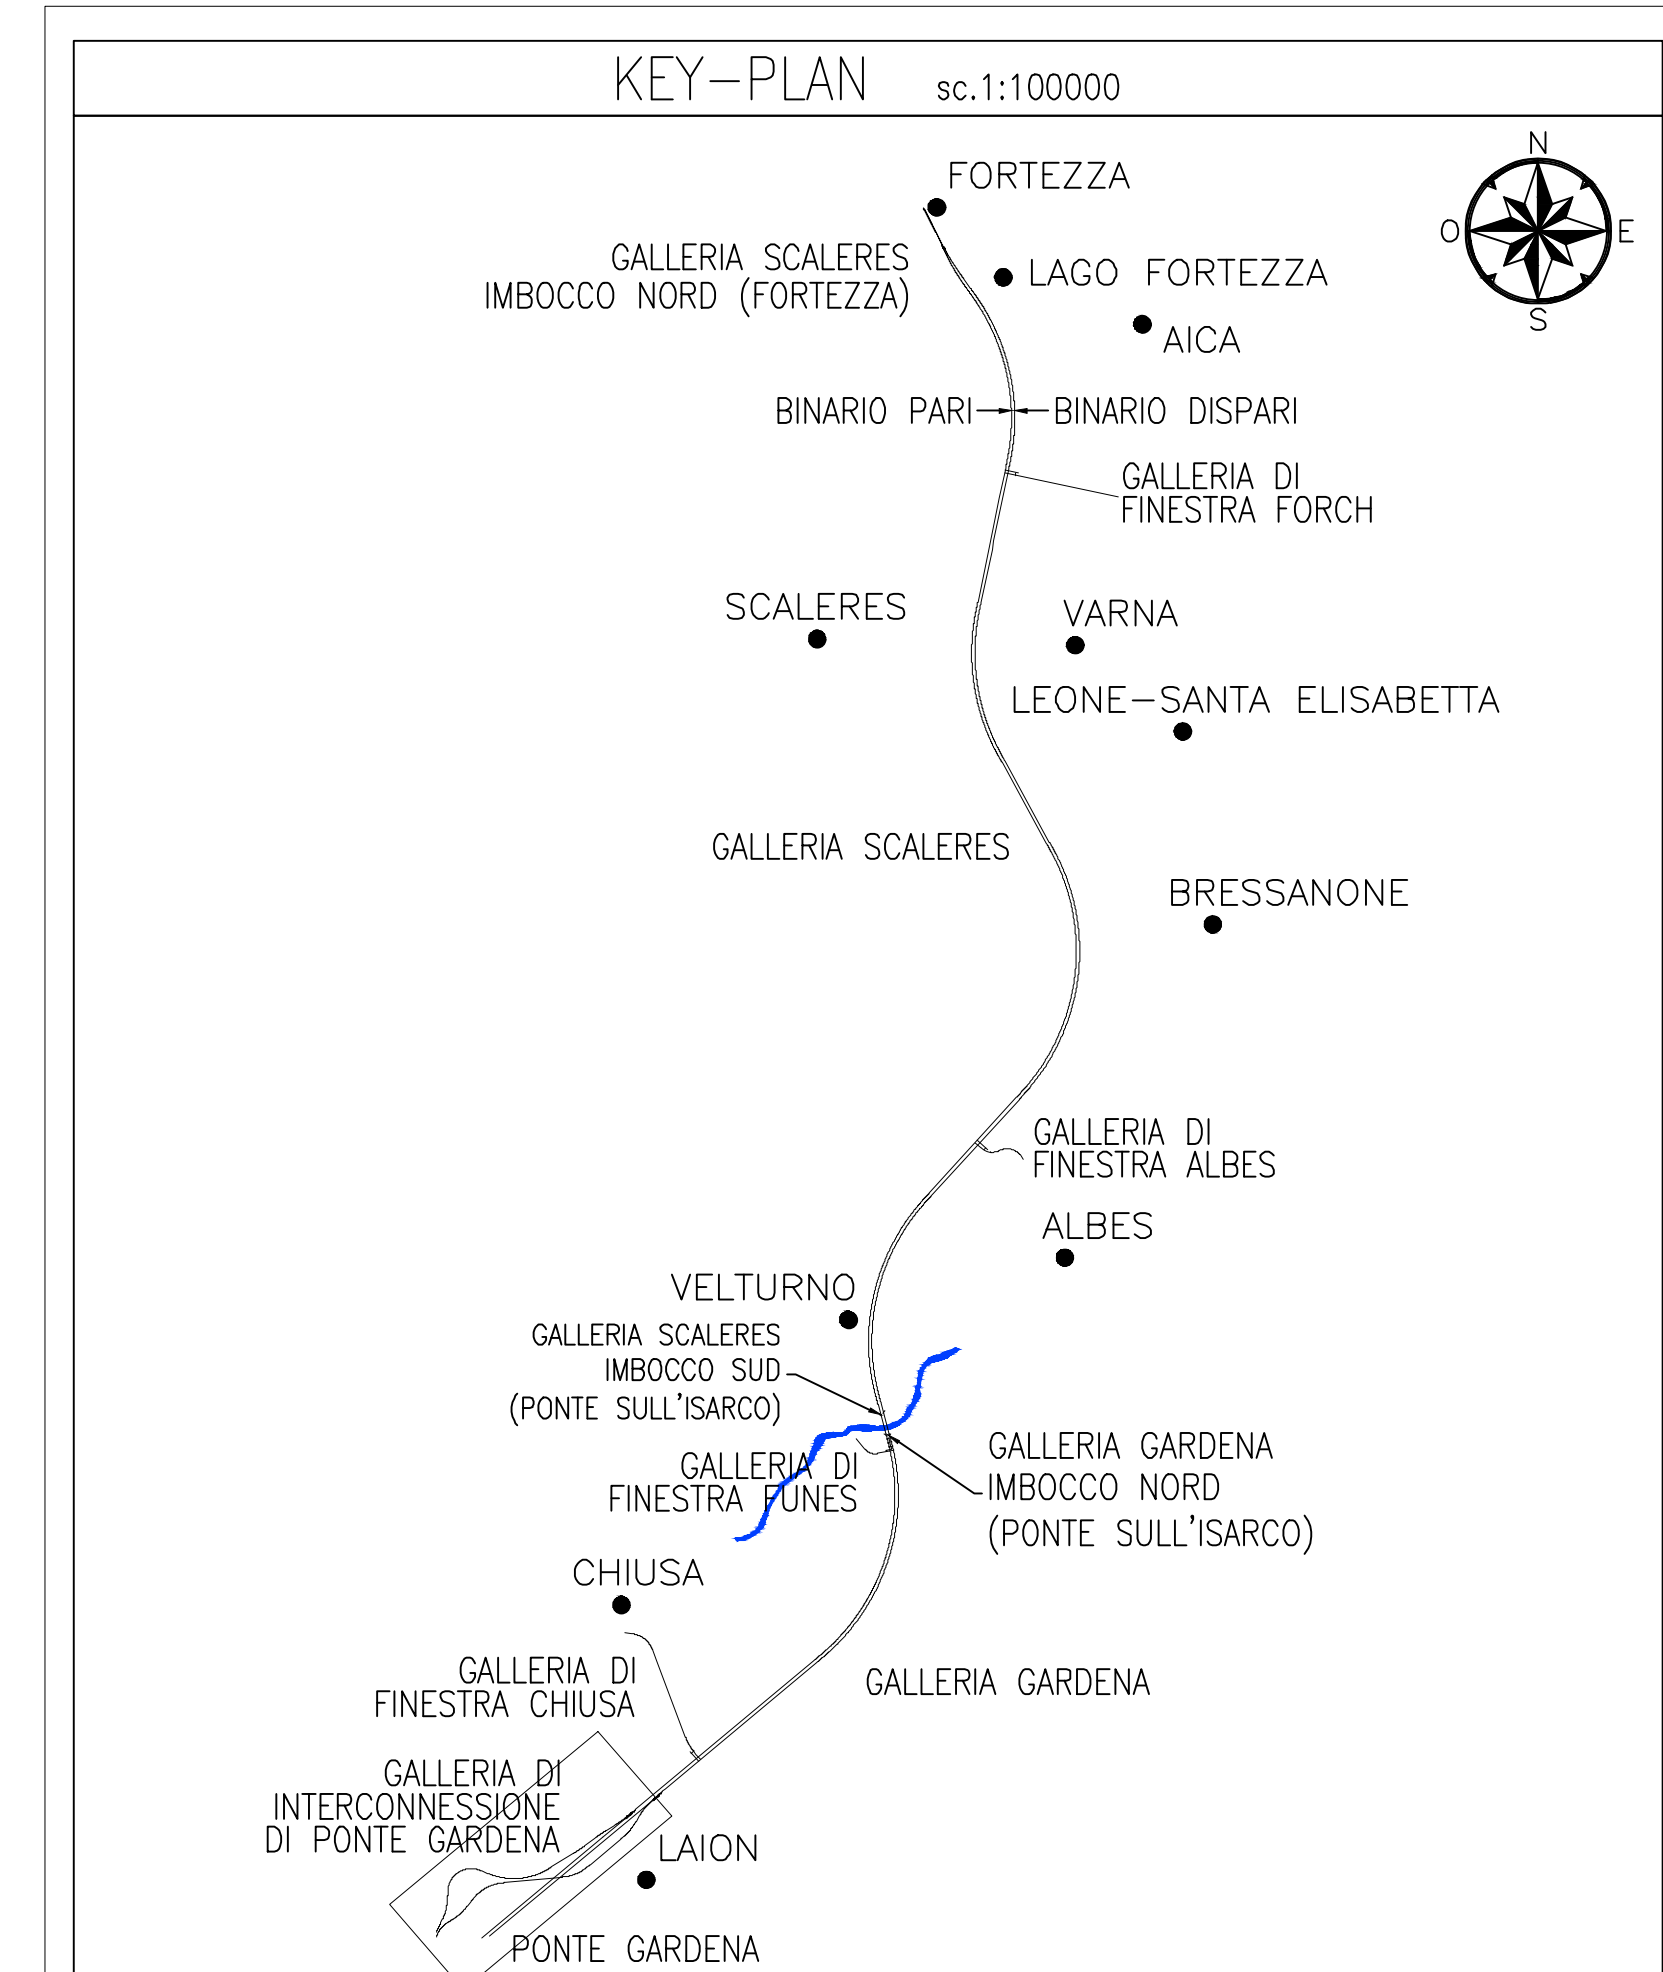 KEY-PLAN sc.1:100000
N
O
E
S
FORTEZZA
GALLERIA SCALERES
IMBOCCO NORD (FORTEZZA)
LAGO FORTEZZA
AICA
BINARIO PARI
BINARIO DISPARI
GALLERIA DI
FINESTRA FORCH
SCALERES
VARNA
LEONE-SANTA ELISABETTA
GALLERIA SCALERES
BRESSANONE
GALLERIA DI
FINESTRA ALBES
ALBES
VELTURNO
GALLERIA SCALERES
IMBOCCO SUD
(PONTE SULL'ISARCO)
GALLERIA DI
FINESTRA FUNES
GALLERIA GARDENA
IMBOCCO NORD
(PONTE SULL'ISARCO)
CHIUSA
GALLERIA DI
FINESTRA CHIUSA
GALLERIA GARDENA
GALLERIA DI
INTERCONNESSIONE
DI PONTE GARDENA
LAION
PONTE GARDENA